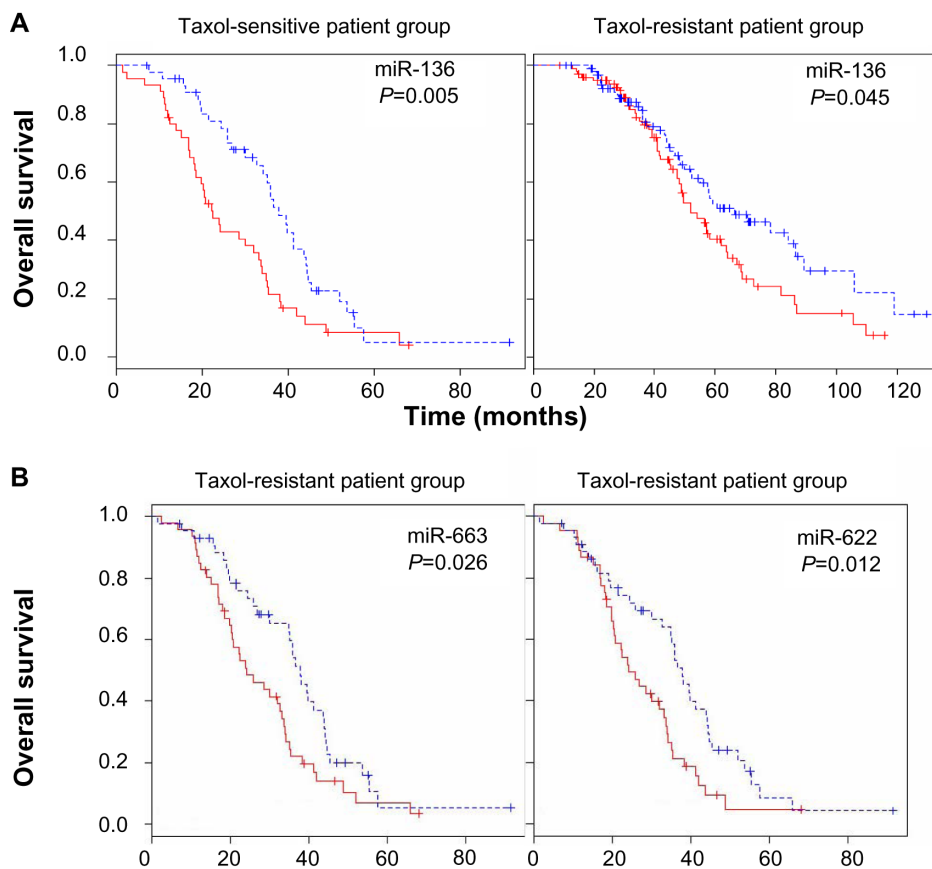 A
Taxol-sensitive patient group
Taxol-resistant patient group
miR-136
P=0.005
miR-136
P=0.045
Overall survival
1.0
0.8
0.6
0.4
0.2
0.0
0 20 40 60 80
0 20 40 60 80 100 120
Time (months)
B
Taxol-resistant patient group
Taxol-resistant patient group
miR-663
P=0.026
miR-622
P=0.012
Overall survival
1.0
0.8
0.6
0.4
0.2
0.0
0 20 40 60 80
0 20 40 60 80